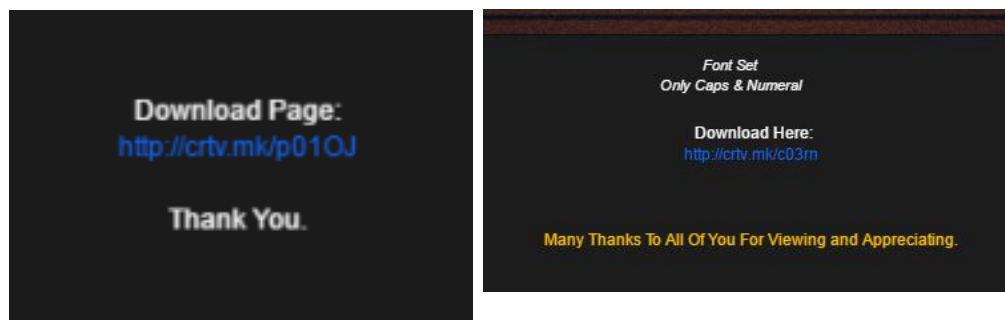 Download Page:
http://crtv.mk/p01OJ
Thank You.
Font Set
Only Caps & Numeral
Download Here:
http://crtv.mk/c03rn
Many Thanks To All Of You For Viewing and Appreciating.